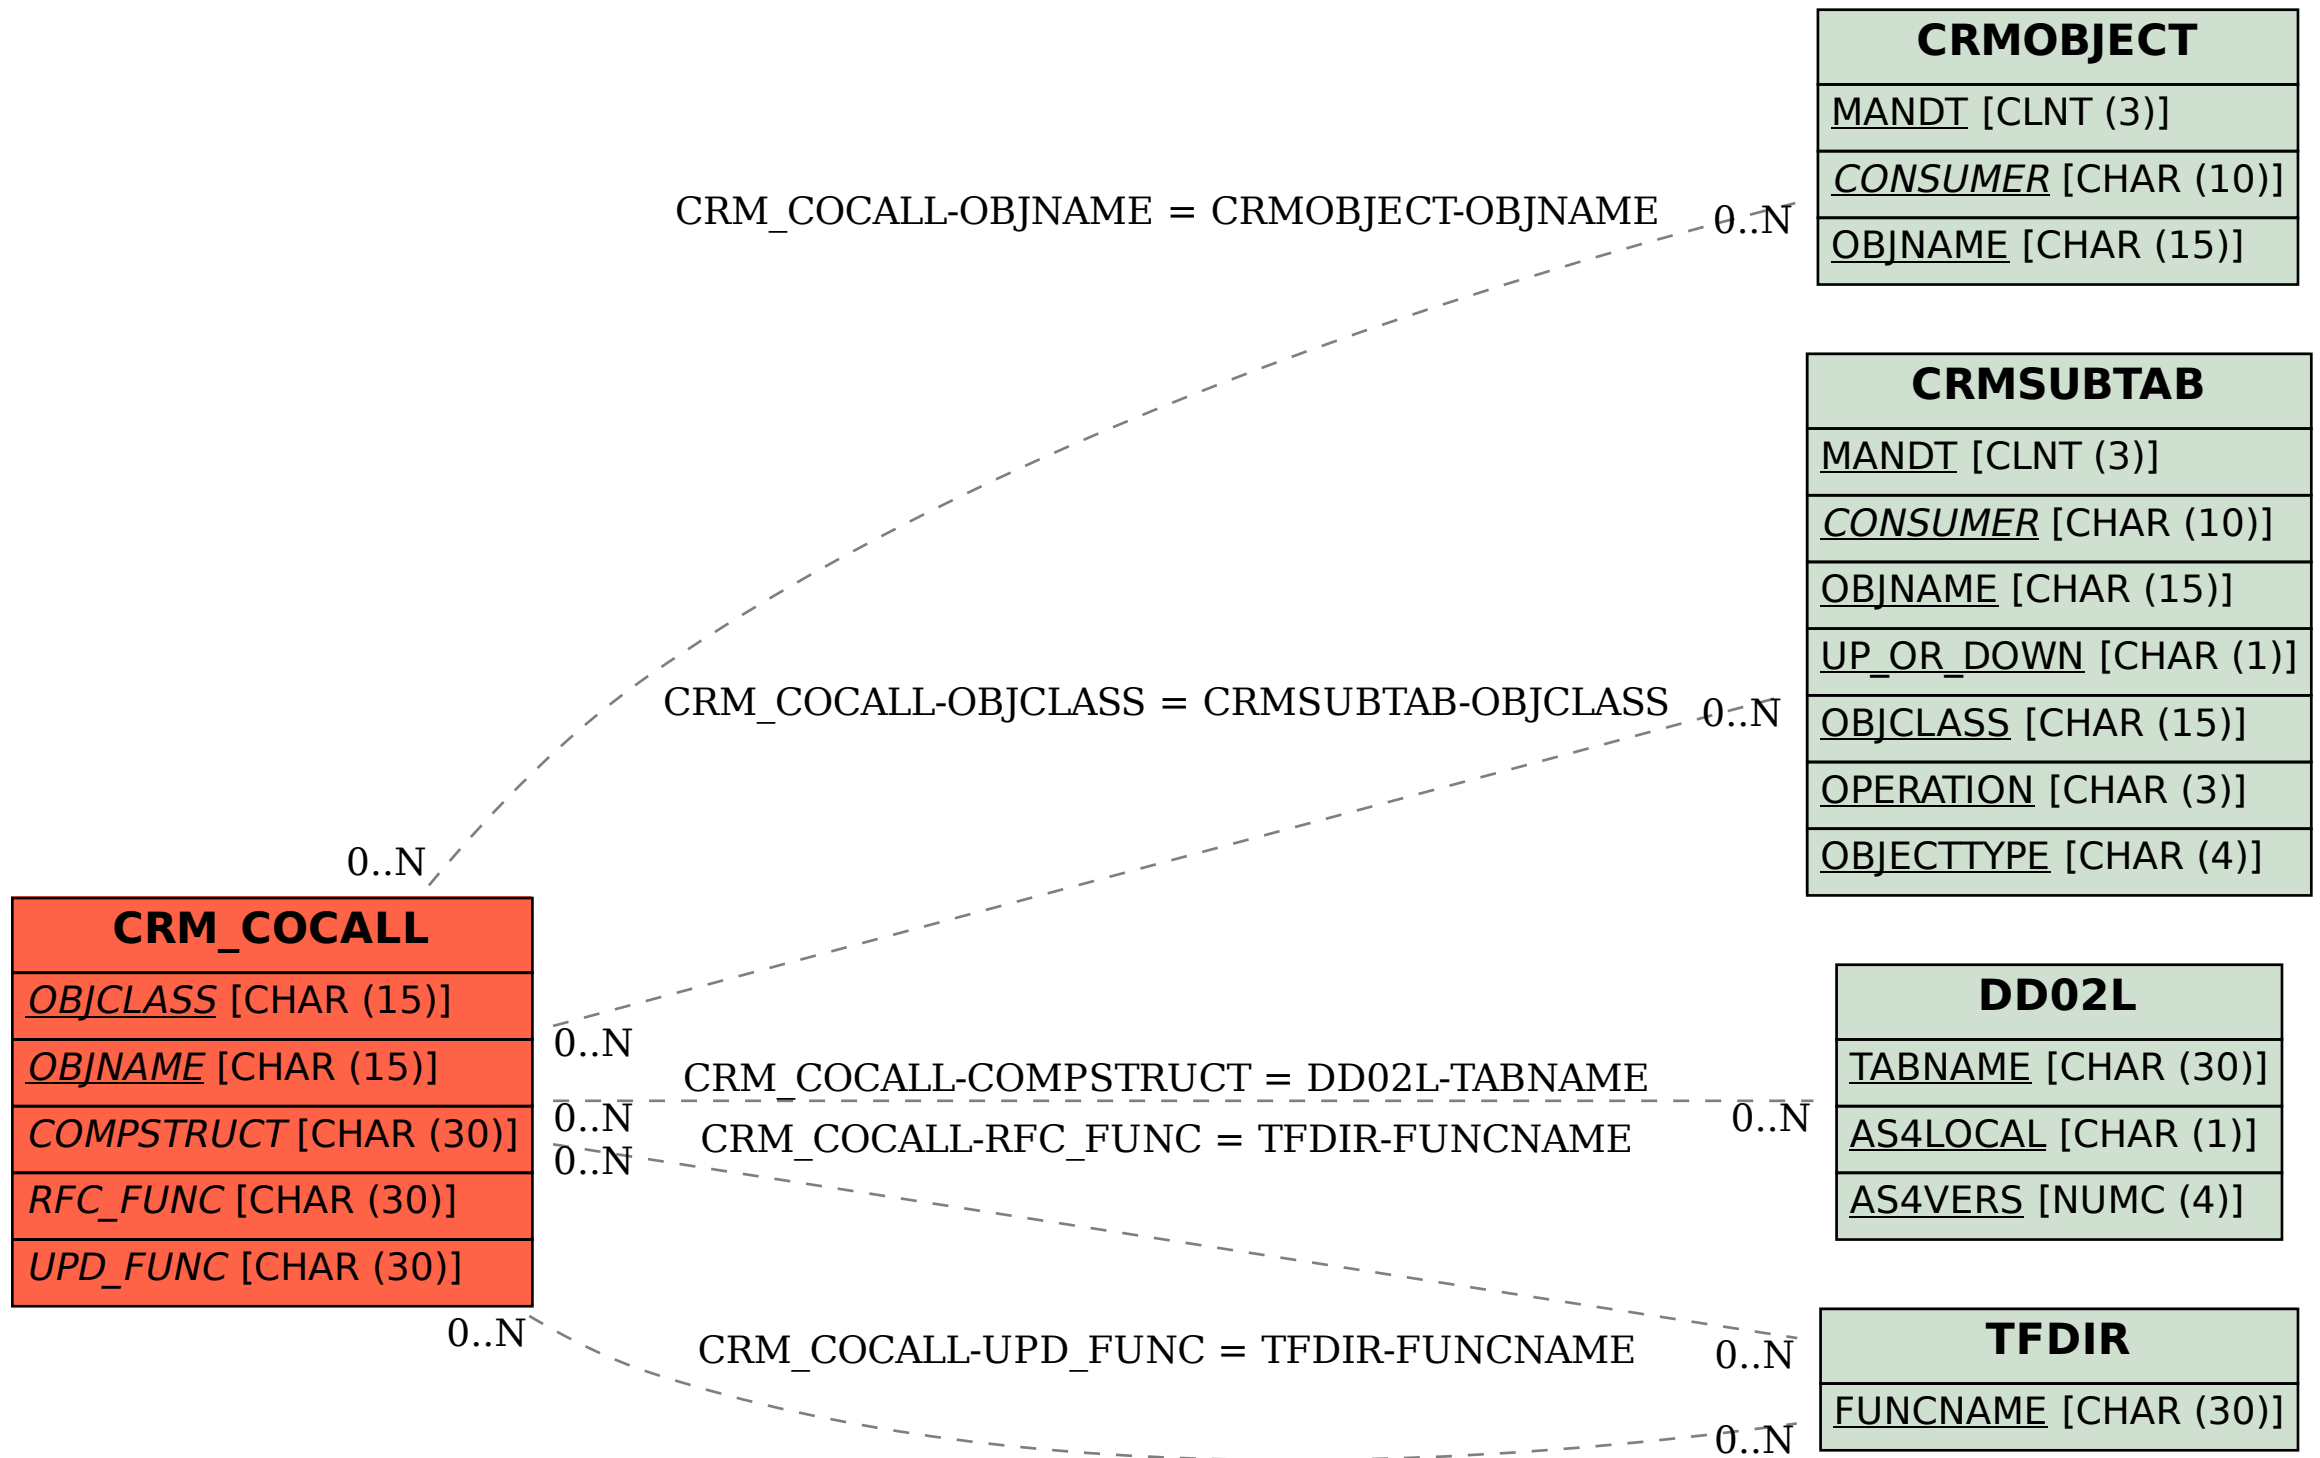 CRMOBJECT
MANDT [CLNT (3)]
CONSUMER [CHAR (10)]
OBJNAME [CHAR (15)]
CRM_COCALL-OBJNAME = CRMOBJECT-OBJNAME
0..N
0..N
CRMSUBTAB
MANDT [CLNT (3)]
CONSUMER [CHAR (10)]
OBJNAME [CHAR (15)]
UP_OR_DOWN [CHAR (1)]
OBJCLASS [CHAR (15)]
OPERATION [CHAR (3)]
OBJECTTYPE [CHAR (4)]
CRM_COCALL-OBJCLASS = CRMSUBTAB-OBJCLASS
0..N
0..N
CRM_COCALL
OBJCLASS [CHAR (15)]
OBJNAME [CHAR (15)]
COMPSTRUCT [CHAR (30)]
RFC_FUNC [CHAR (30)]
UPD_FUNC [CHAR (30)]
CRM_COCALL-COMPSTRUCT = DD02L-TABNAME
0..N
0..N
DD02L
TABNAME [CHAR (30)]
AS4LOCAL [CHAR (1)]
AS4VERS [NUMC (4)]
CRM_COCALL-RFC_FUNC = TFDIR-FUNCNAME
0..N
0..N
CRM_COCALL-UPD_FUNC = TFDIR-FUNCNAME
0..N
0..N
TFDIR
FUNCNAME [CHAR (30)]